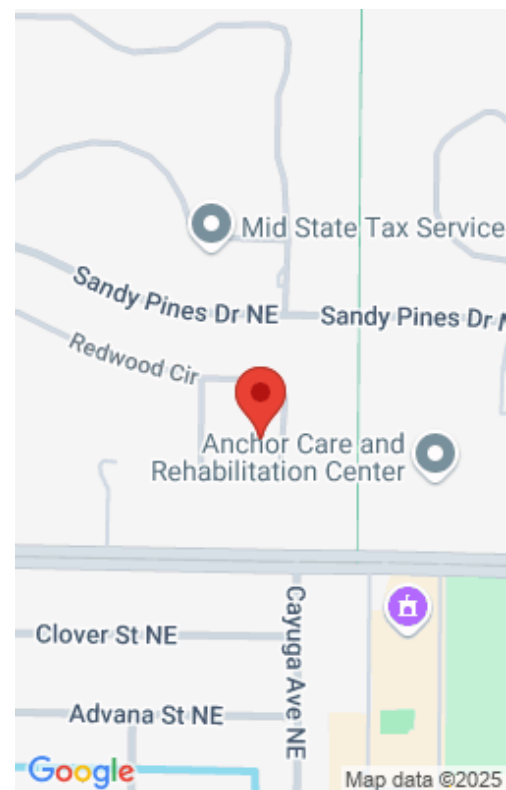 Mid State Tax Service
Sandy Pines Dr NE
Sandy Pines Dr
Redwood Cir
Anchor Care and
Rehabilitation Center
Cayuga Ave NE
Clover St NE
Advana St NE
Google
Map data ©2025